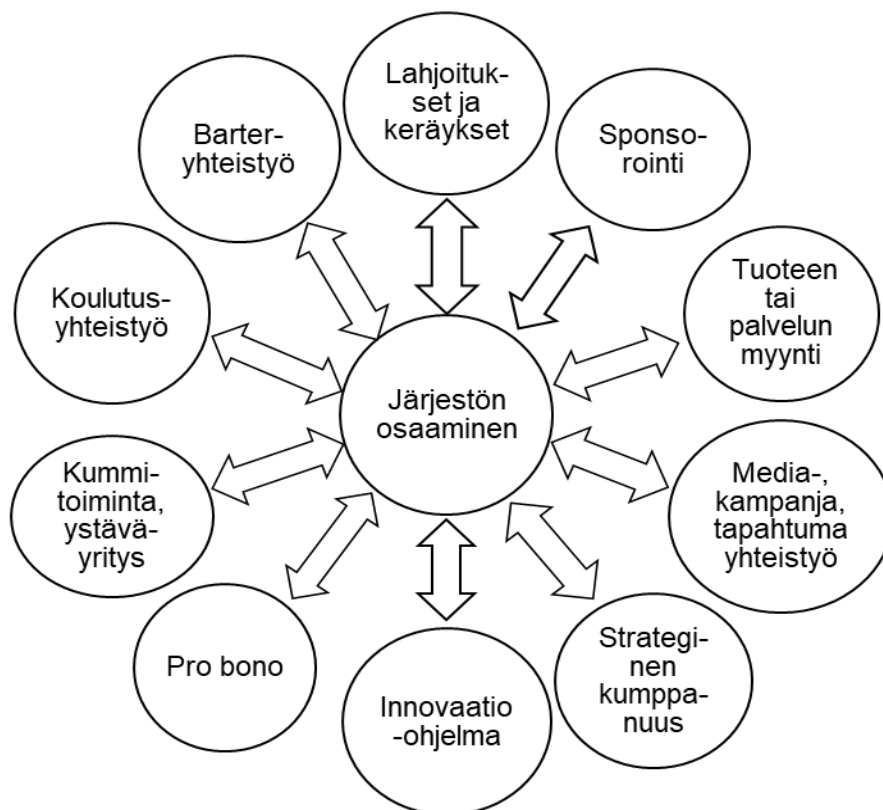 Lahjoituk-
set ja
keräykset
Sponso-
rointi
Tuoteen
tai
palvelun
myynti
Media-,
kampanja,
tapahtuma
yhteistyö
Strategi-
nen
kumppa-
nuus
Innovaatio
-ohjelma
Pro bono
Kummi-
toiminta,
ystävä-
yritys
Koulutus-
yhteistyö
Barter-
yhteistyö
Järjestön
osaaminen